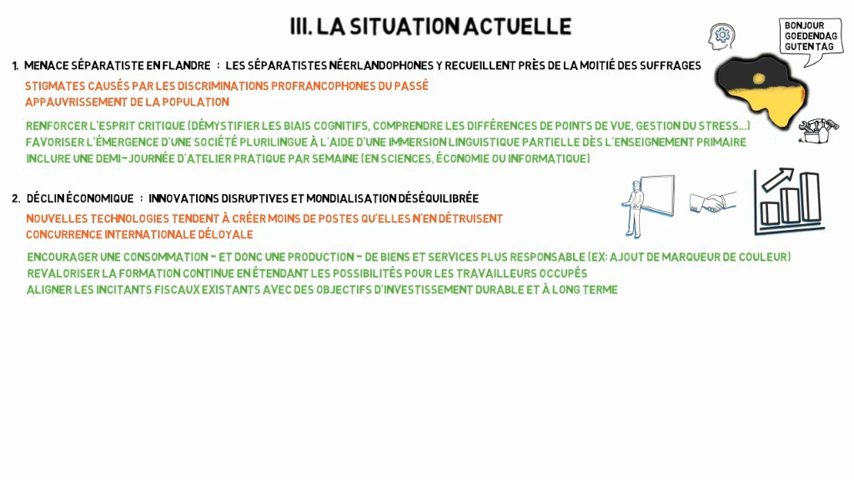 III. LA SITUATION ACTUELLE
BONJOUR
GOEDENDAG
GUTEN TAG
1. MENACE SÉPARATISTE EN FLANDRE : LES SÉPARATISTES NÉERLANDOPHONES Y RECUEILLENT PRÈS DE LA MOITIÉ DES SUFFRAGES
STIGMATES CAUSÉS PAR LES DISCRIMINATIONS PROFRANCOPHONES DU PASSÉ
APPAUVRISSEMENT DE LA POPULATION
RENFORCER L'ESPRIT CRITIQUE (DÉMYSTIFIER LES BIAIS COGNITIFS, COMPRENDRE LES DIFFÉRENCES DE POINTS DE VUE, GESTION DU STRESS...)
FAVORISER L'ÉMERGENCE D'UNE SOCIÉTÉ PLURILINGUE À L'AIDE D'UNE IMMERSION LINGUISTIQUE PARTIELLE DÈS L'ENSEIGNEMENT PRIMAIRE
INCLURE UNE DEMI-JOURNÉE D'ATELIER PRATIQUE PAR SEMAINE (EN SCIENCES, ÉCONOMIE OU INFORMATIQUE)
2. DÉCLIN ÉCONOMIQUE : INNOVATIONS DISRUPTIVES ET MONDIALISATION DÉSÉQUILIBRÉE
NOUVELLES TECHNOLOGIES TENDENT À CRÉER MOINS DE POSTES QU'ELLES N'EN DÉTRUISENT
CONCURRENCE INTERNATIONALE DÉLOYALE
ENCOURAGER UNE CONSOMMATION - ET DONC UNE PRODUCTION - DE BIENS ET SERVICES PLUS RESPONSABLE (EX: AJOUT DE MARQUEUR DE COULEUR)
REVALORISER LA FORMATION CONTINUE EN ÉTENDANT LES POSSIBILITÉS POUR LES TRAVAILLEURS OCCUPÉS
ALIGNER LES INCITANTS FISCAUX EXISTANTS AVEC DES OBJECTIFS D'INVESTISSEMENT DURABLE ET À LONG TERME